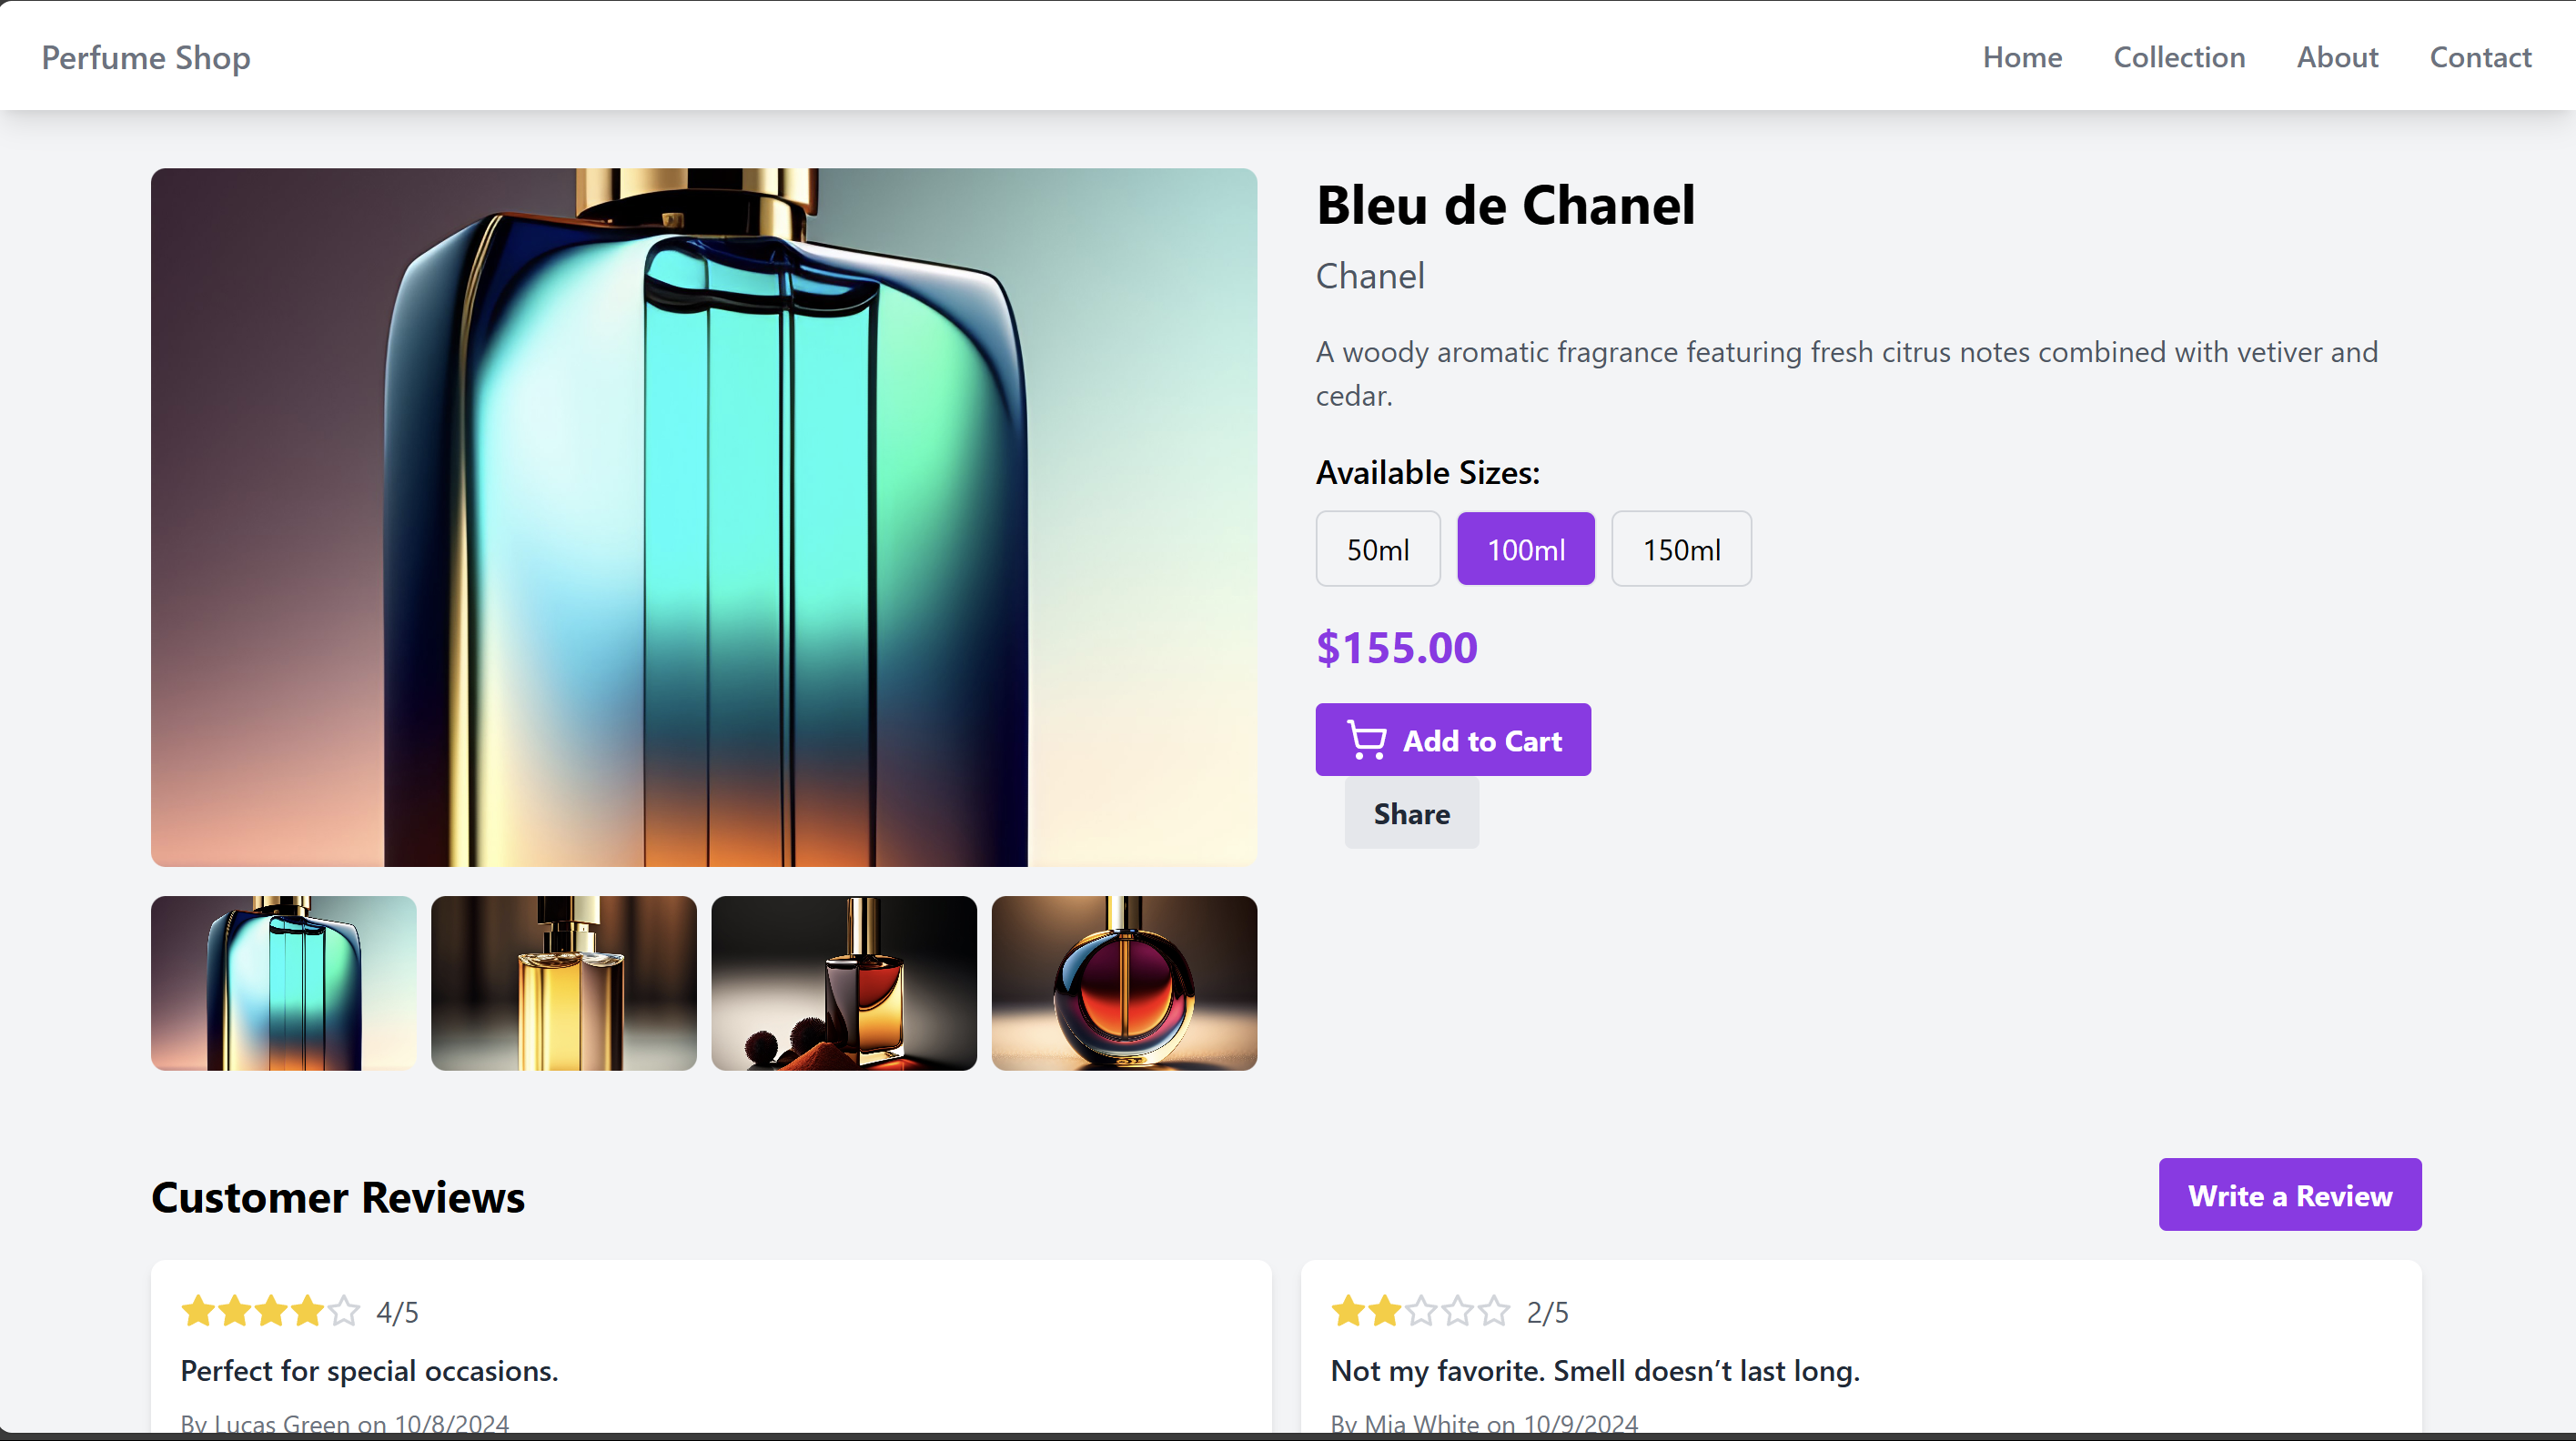 Perfume Shop
Home Collection About Contact
Bleu de Chanel
Chanel
A woody aromatic fragrance featuring fresh citrus notes combined with vetiver and
cedar.
Available Sizes:
50ml 100ml 150ml
$155.00
Add to Cart
Share
Customer Reviews
Write a Review
4/5
Perfect for special occasions.
By Lucas Green on 10/8/2024
2/5
Not my favorite. Smell doesn’t last long.
By Mia White on 10/9/2024